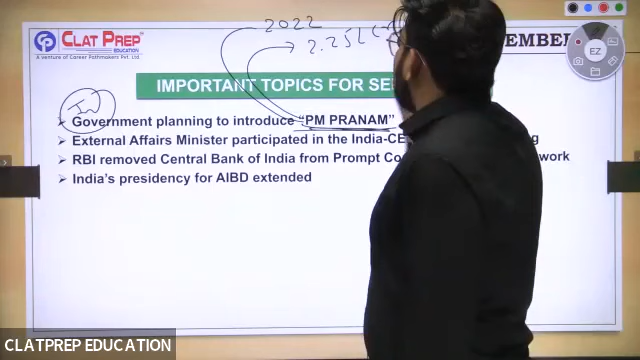 2022
2.25L
CLAT PREP
EDUCATION
A venture of Career Pathmakers Pvt. Ltd.
EMBER
EZ
IMPORTANT TOPICS FOR SE
Government planning to introduce “PM PRANAM”
External Affairs Minister participated in the India-CE
RBI removed Central Bank of India from Prompt Co work
India’s presidency for AIBD extended
CLATPREP EDUCATION